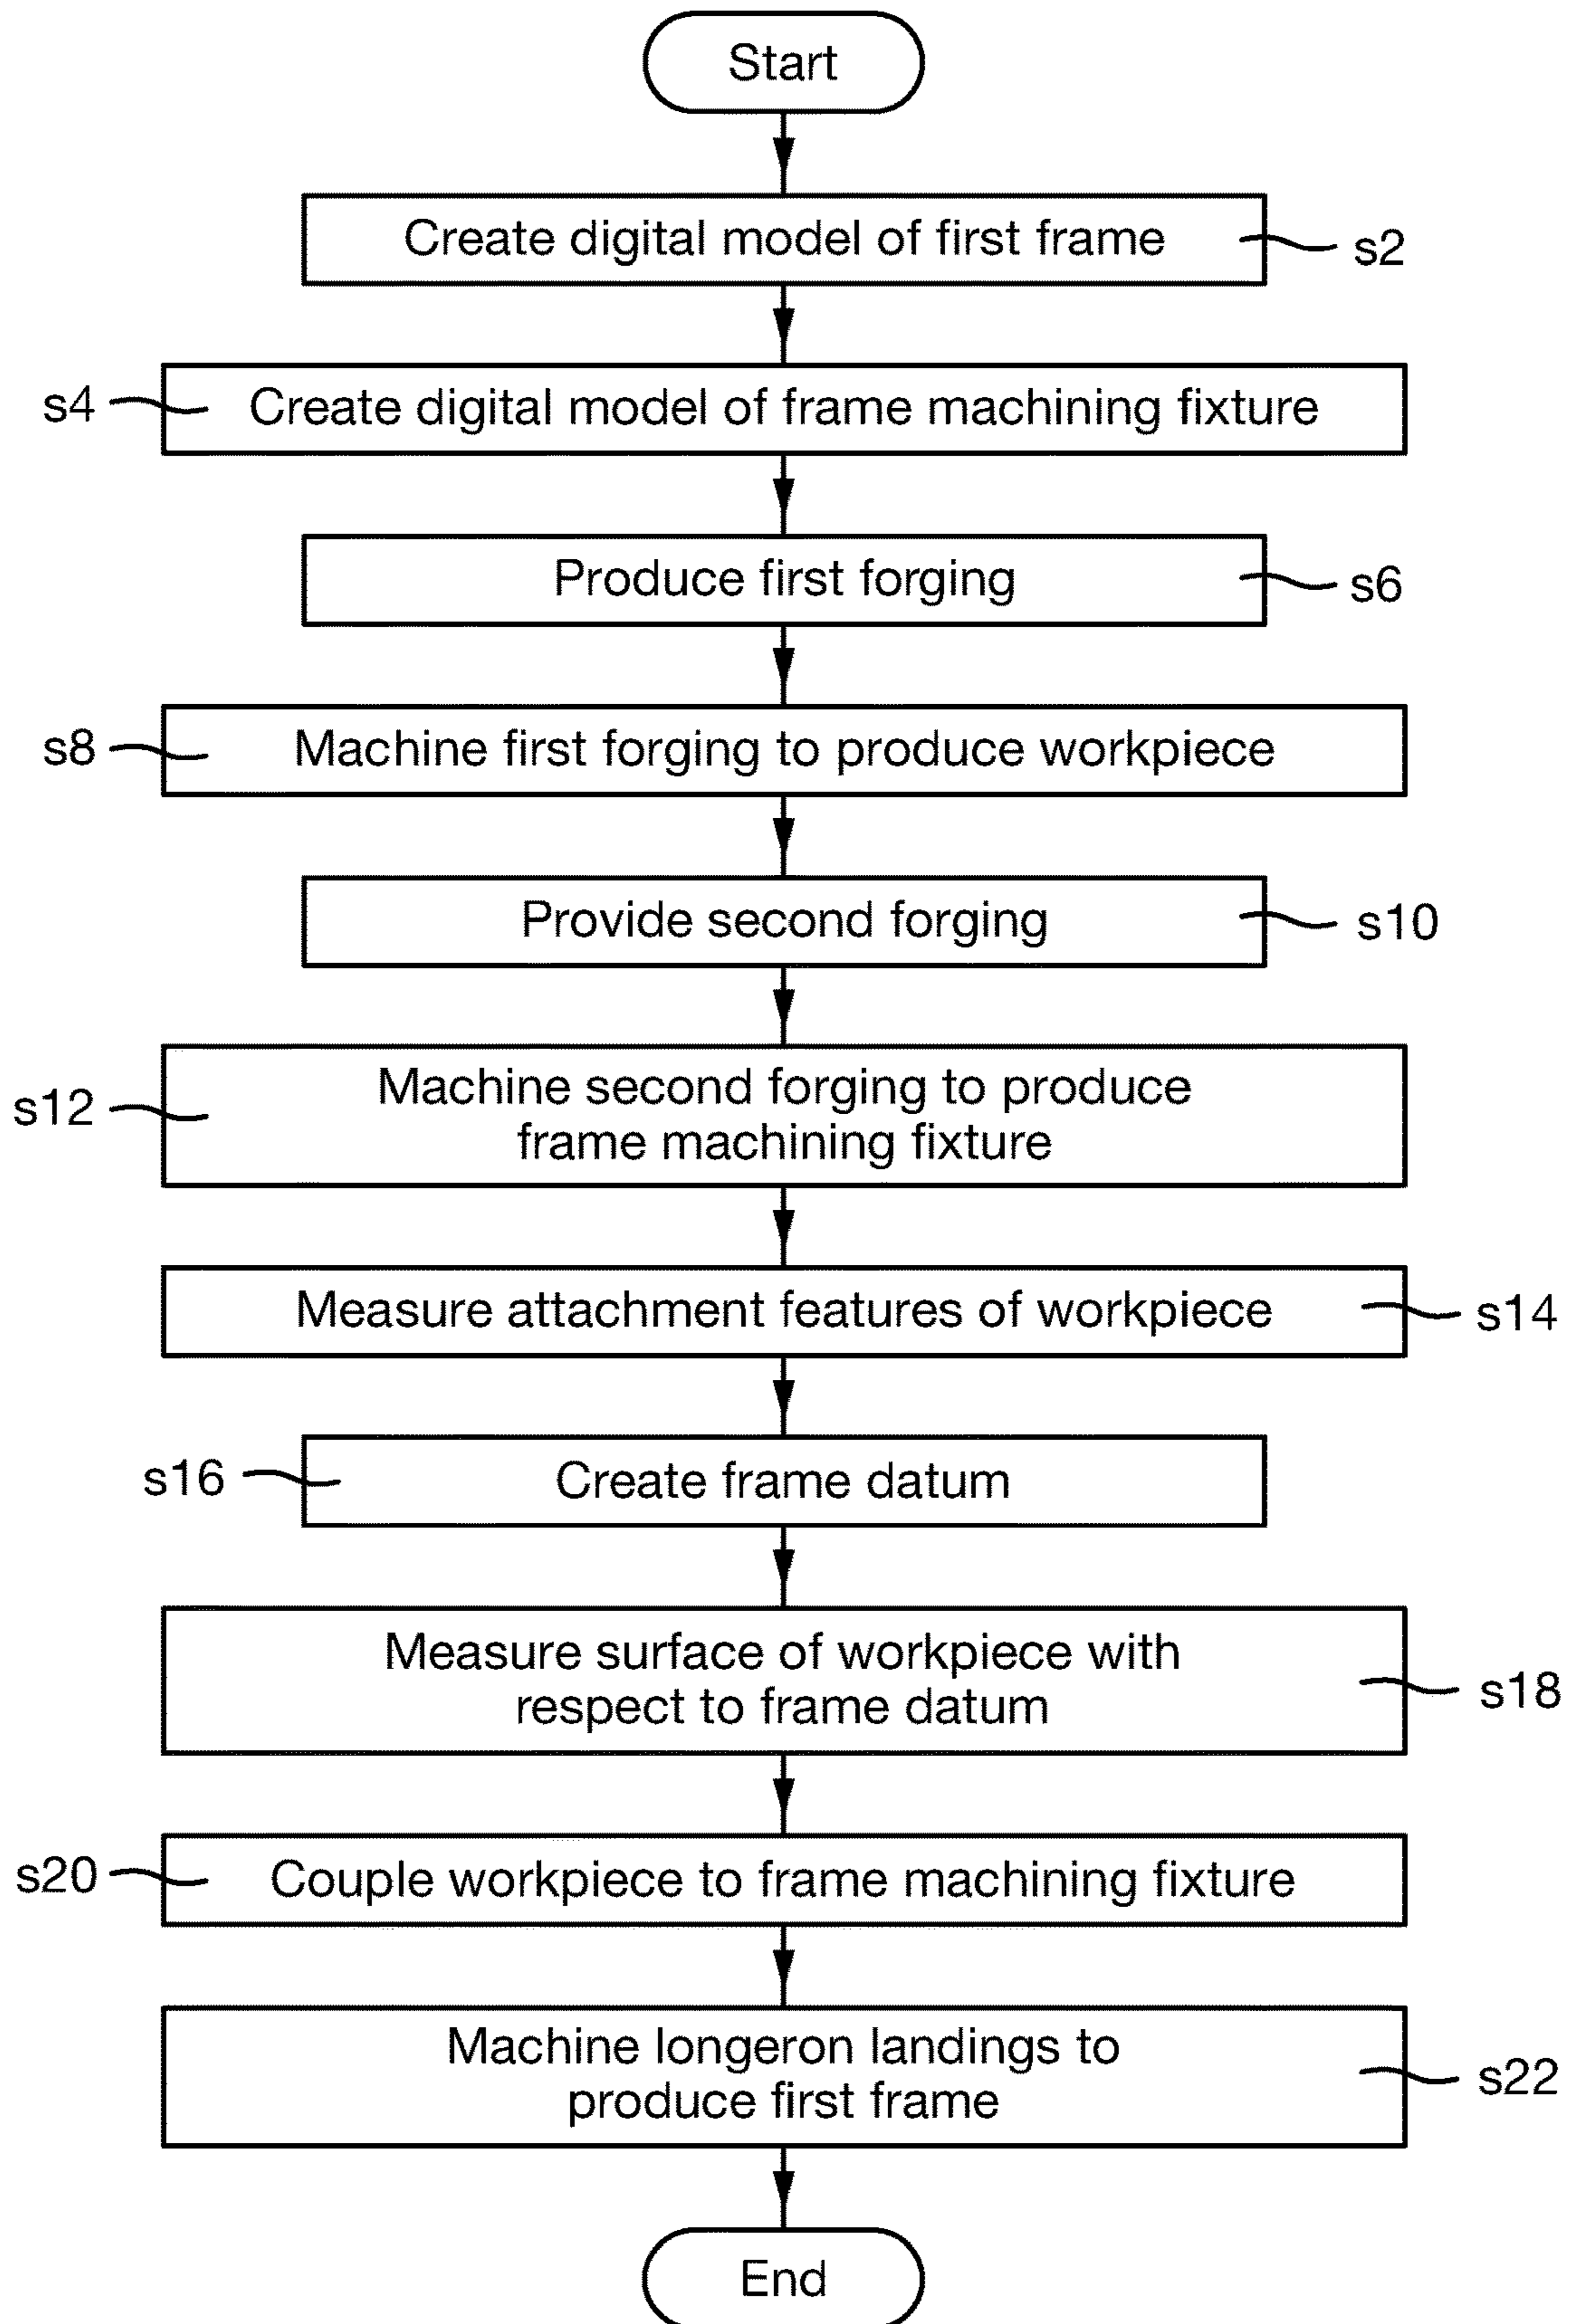 Start
Create digital model of first frame
s2
s4
Create digital model of frame machining fixture
Produce first forging
s6
s8
Machine first forging to produce workpiece
Provide second forging
s10
s12
Machine second forging to produce
frame machining fixture
Measure attachment features of workpiece
s14
s16
Create frame datum
Measure surface of workpiece with
respect to frame datum
s18
s20
Couple workpiece to frame machining fixture
Machine longeron landings to
produce first frame
s22
End